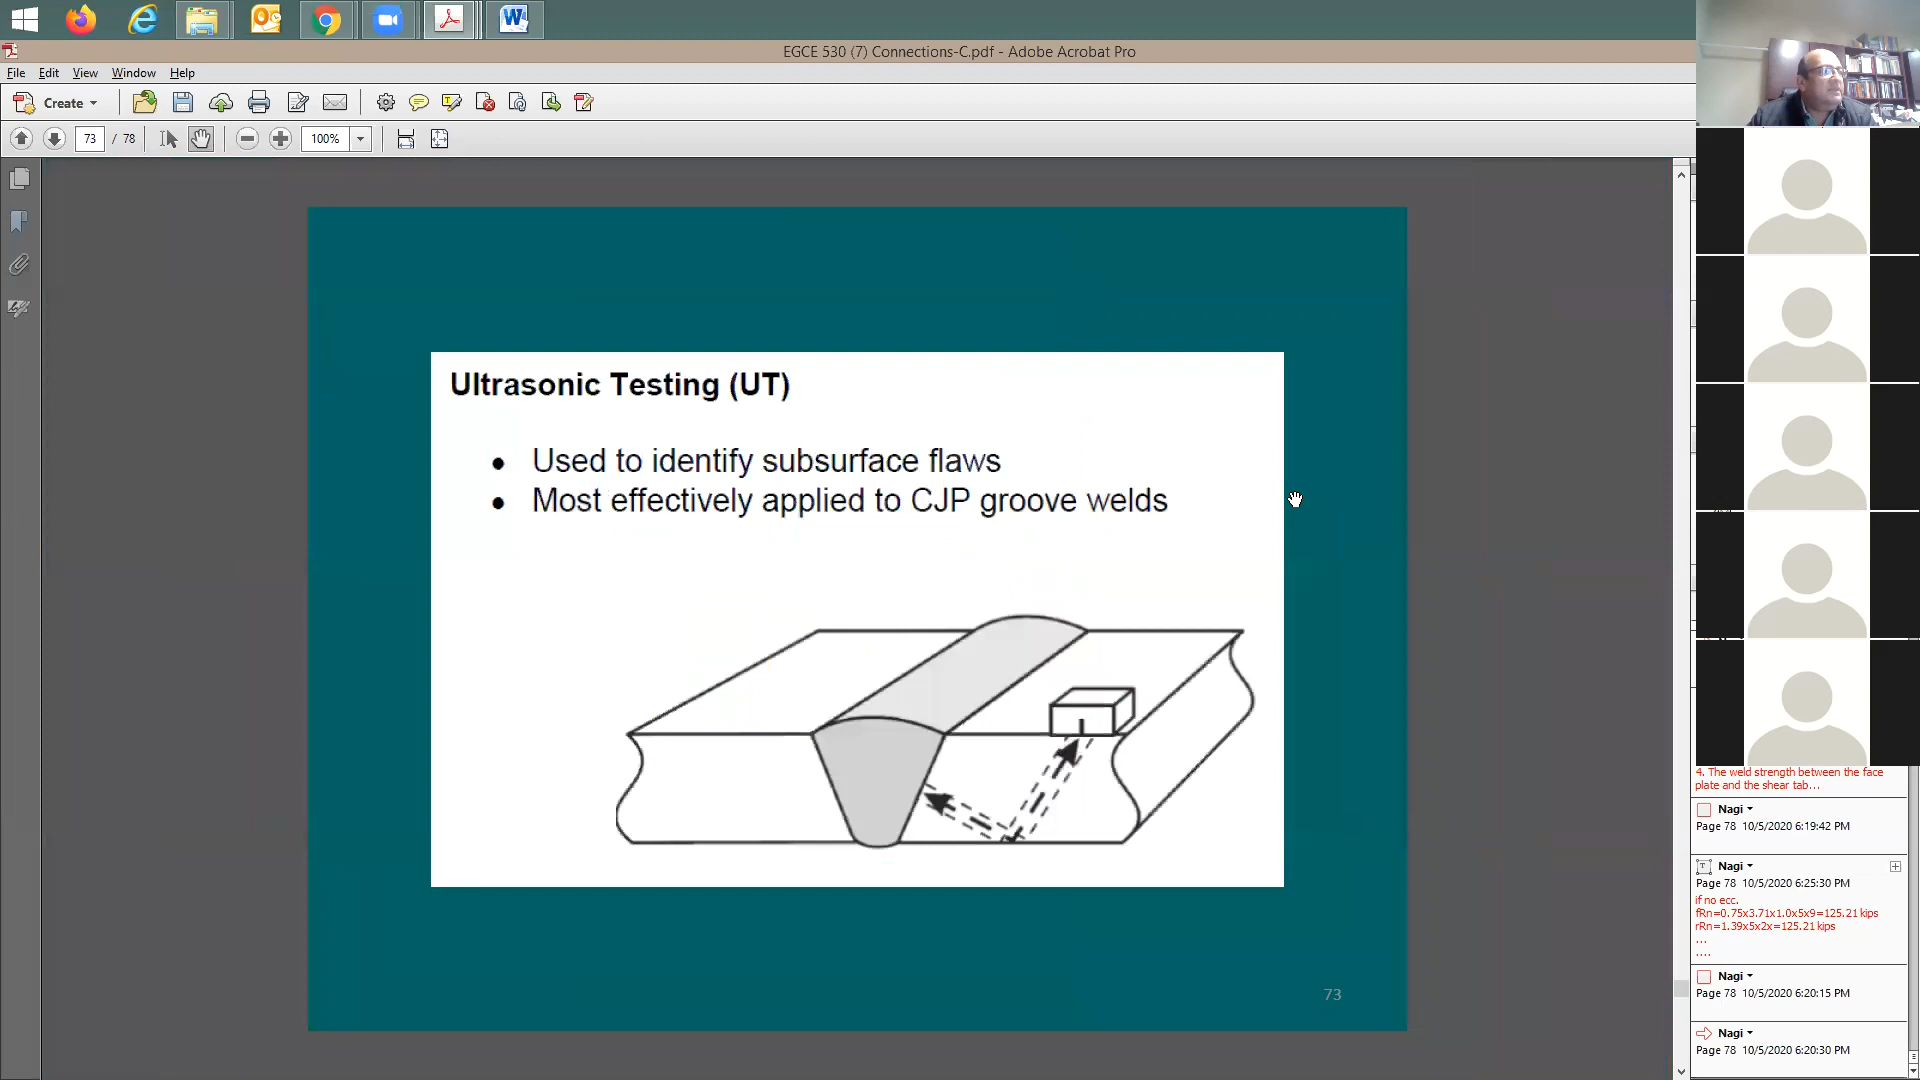 EGCE 530 (7) Connections-C.pdf - Adobe Acrobat Pro
File Edit View Window Help
Create
73 / 78 100%
Ultrasonic Testing (UT)
● Used to identify subsurface flaws
● Most effectively applied to CJP groove welds
73
4. The weld strength between the face
plate and the shear tab...
Nagi
Page 78 10/5/2020 6:19:42 PM
Nagi
Page 78 10/5/2020 6:25:30 PM
if no ecc.
fRn=0.75x3.71x1.0x5x9=125.21 kips
rRn=1.39x5x2x=125.21 kips
...
....
Nagi
Page 78 10/5/2020 6:20:15 PM
Nagi
Page 78 10/5/2020 6:20:30 PM